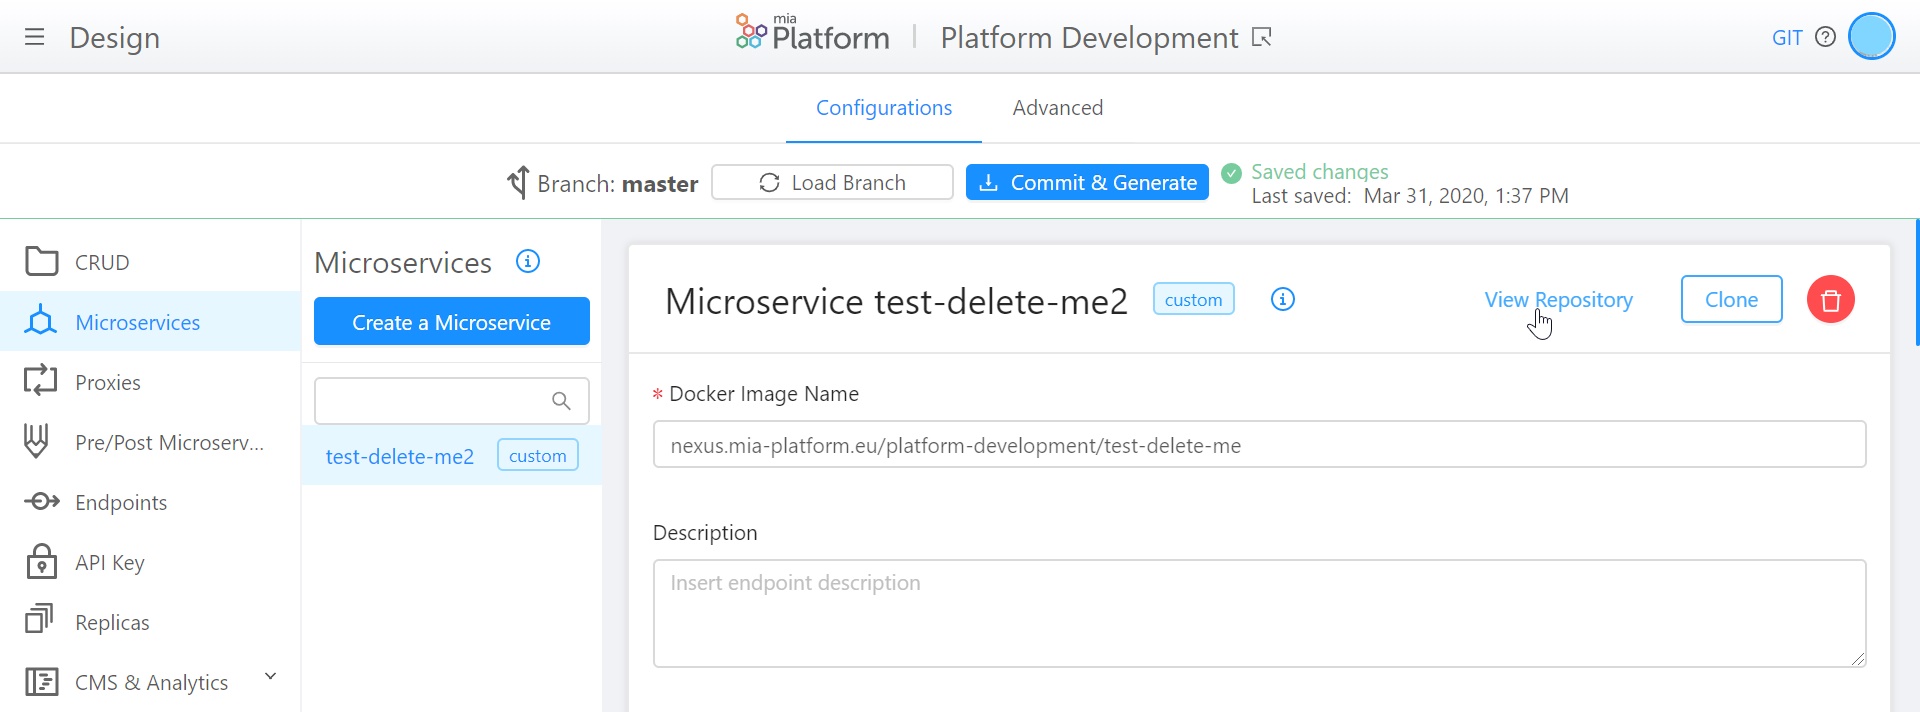 Design
mia
Platform
Platform Development
GIT
Configurations
Advanced
Branch: master
Load Branch
Commit & Generate
Saved changes
Last saved: Mar 31, 2020, 1:37 PM
CRUD
Microservices
Proxies
Pre/Post Microserv...
Endpoints
API Key
Replicas
CMS & Analytics
Microservices
Create a Microservice
test-delete-me2
custom
Microservice test-delete-me2
custom
View Repository
Clone
* Docker Image Name
nexus.mia-platform.eu/platform-development/test-delete-me
Description
Insert endpoint description